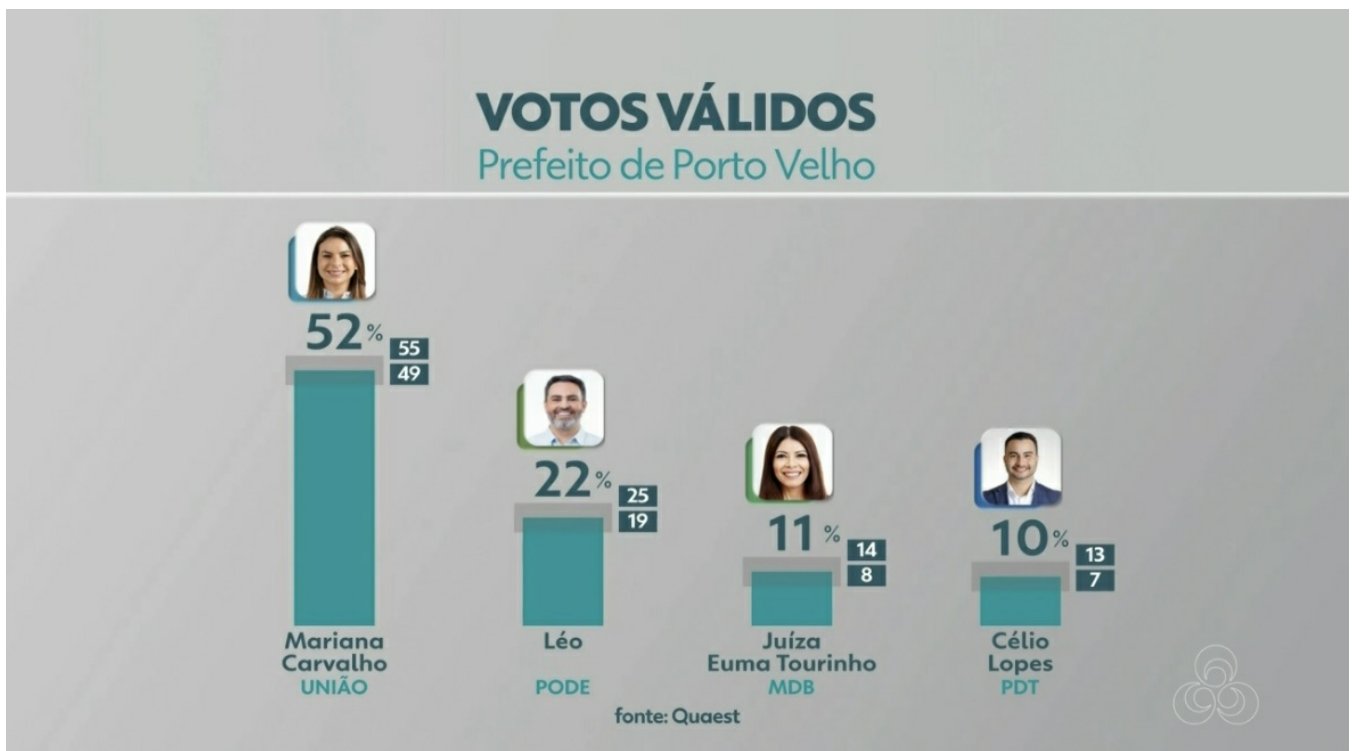 VOTOS VÁLIDOS
Prefeito de Porto Velho
52%
55
49
22%
25
19
11%
14
8
10%
13
7
Mariana
Carvalho
UNIÃO
Léo
PODE
Juíza
Euma Tourinho
MDB
Célio
Lopes
PDT
fonte: Quaest